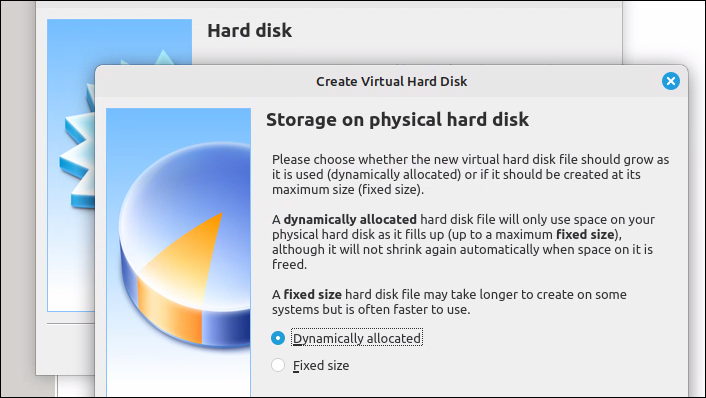 Hard disk
Create Virtual Hard Disk
Storage on physical hard disk
Please choose whether the new virtual hard disk file should grow as
it is used (dynamically allocated) or if it should be created at its
maximum size (fixed size).
A dynamically allocated hard disk file will only use space on your
physical hard disk as it fills up (up to a maximum fixed size),
although it will not shrink again automatically when space on it is
freed.
A fixed size hard disk file may take longer to create on some
systems but is often faster to use.
Dynamically allocated
Fixed size